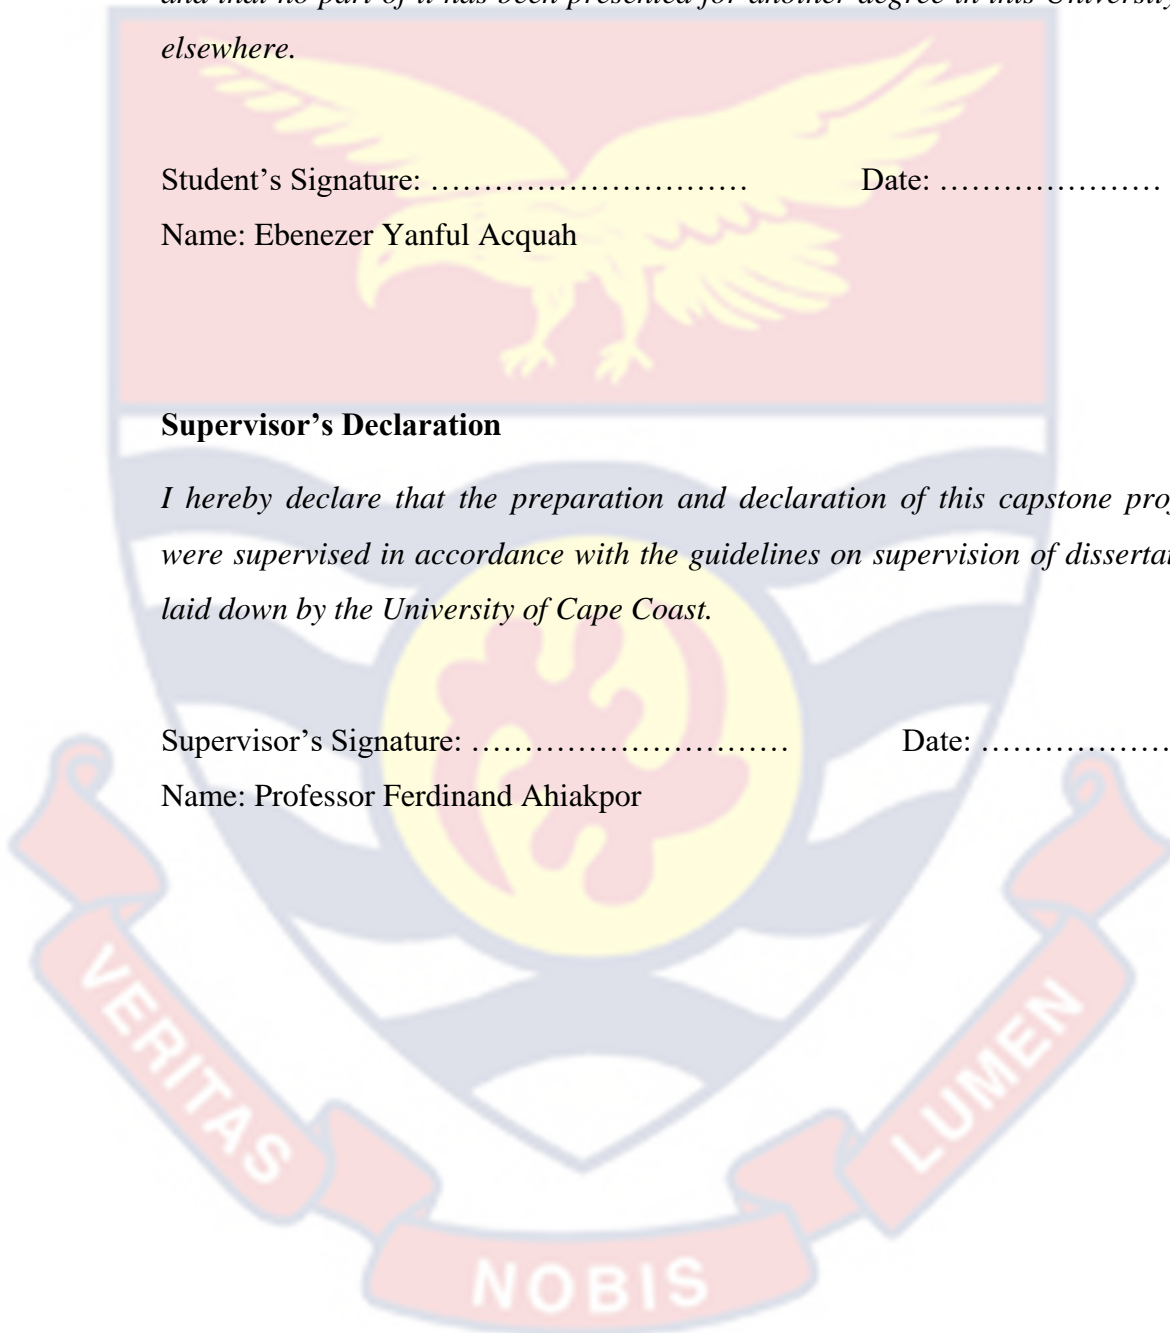 and that no part of it has been presented for another degree in this University
elsewhere.
Student’s Signature: ………………………… Date: …………………
Name: Ebenezer Yanful Acquah
Supervisor’s Declaration
I hereby declare that the preparation and declaration of this capstone
were supervised in accordance with the guidelines on supervision of
laid down by the University of Cape Coast.
Supervisor’s Signature: ………………………… Date: ………………
Name: Professor Ferdinand Ahiakpor
VERITAS
NOBIS
LUMEN